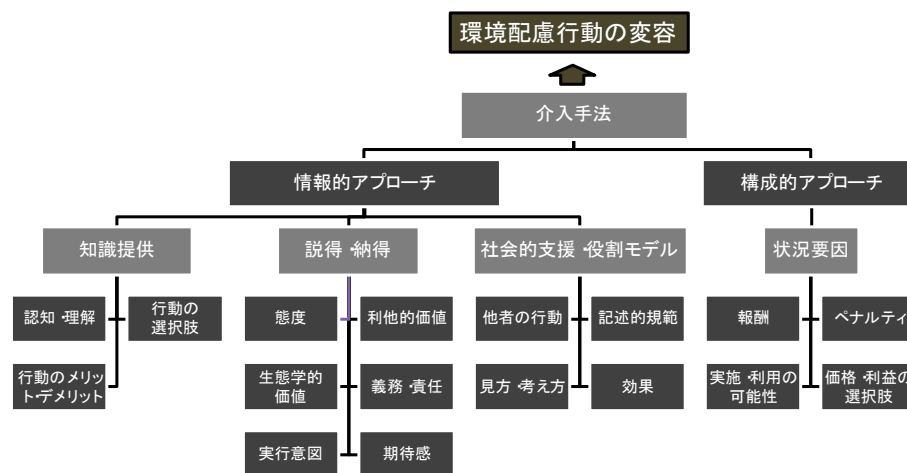 環境配慮行動の変容
介入手法
情報的アプローチ
構成的アプローチ
知識提供
説得・納得
社会的支援・役割モデル
状況要因
認知・理解
行動の
選択肢
行動のメリッ
ト・デメリット
態度
利他的価値
生態学的
価値
義務・責任
実行意図
期待感
他者の行動
記述的規範
見方・考え方
効果
報酬
ペナルティ
実施・利用の
可能性
価格・利益の
選択肢